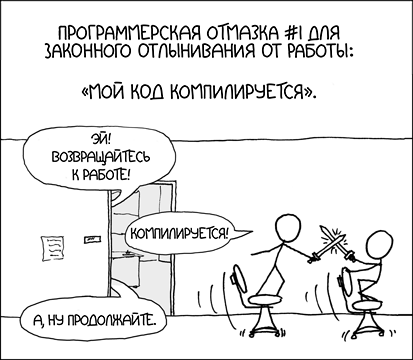 ПРОГРАММЕРСКАЯ ОТМАЗКА #1 ДЛЯ
ЗАКОННОГО ОТЛЫНИВАНИЯ ОТ РАБОТЫ:
«МОЙ КОД КОМПИЛИРУЕТСЯ».
ЭЙ!
ВОЗВРАЩАЙТЕСЬ
К РАБОТЕ!
КОМПИЛИРУЕТСЯ!
А, НУ ПРОДОЛЖАЙТЕ.